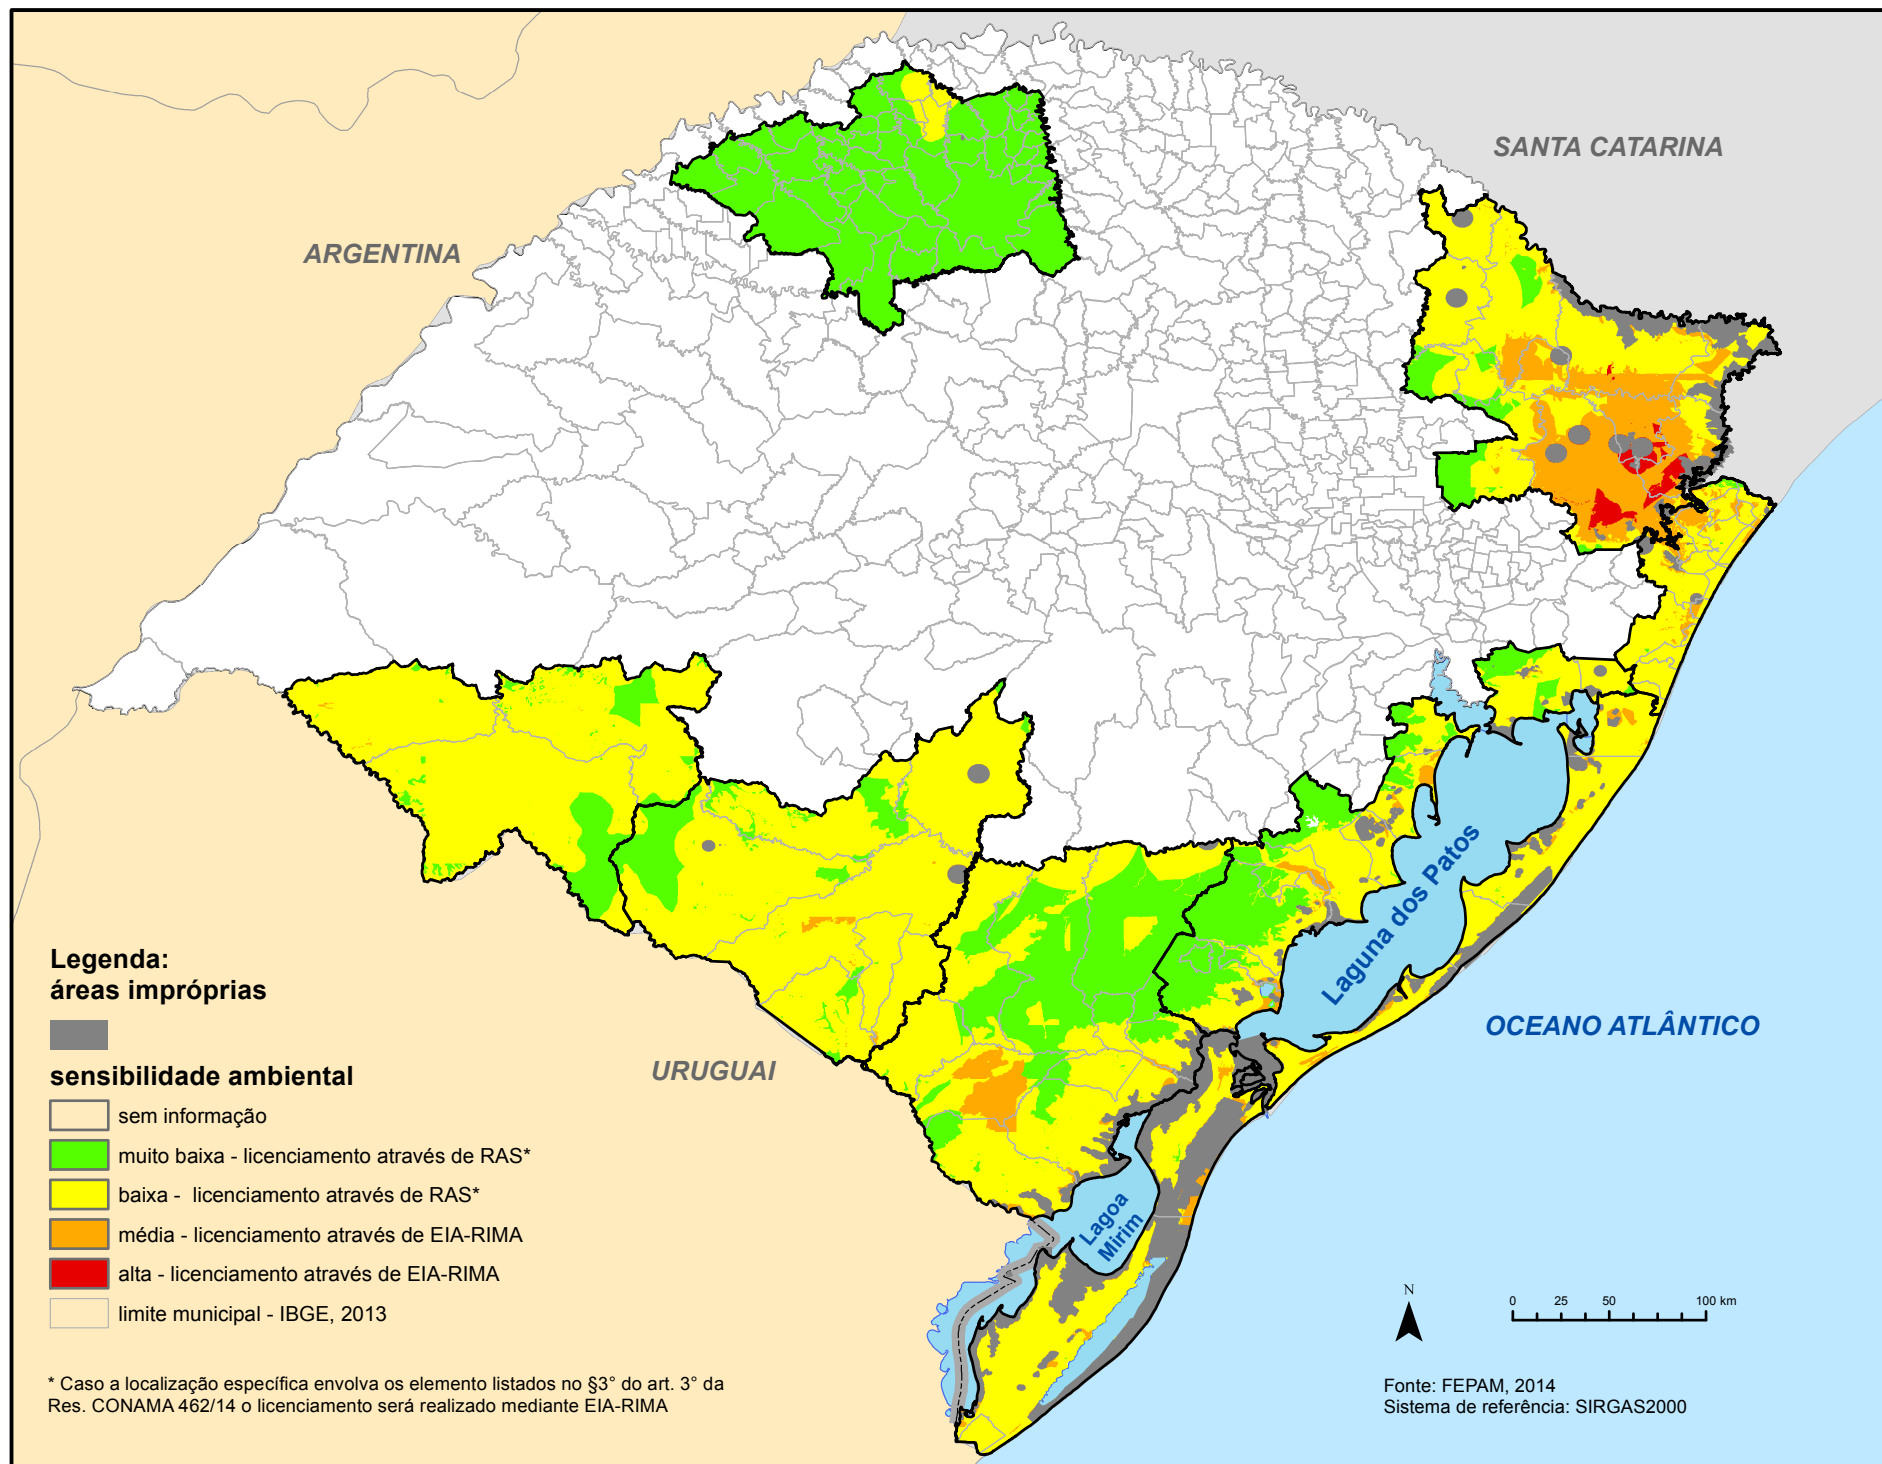 SANTA CATARINA
ARGENTINA
Laguna dos Patos
OCEANO ATLÂNTICO
URUGUAI
Lagoa
Mirim
Legenda:
áreas impróprias
sensibilidade ambiental
sem informação
muito baixa - licenciamento através de RAS*
baixa - licenciamento através de RAS*
média - licenciamento através de EIA-RIMA
alta - licenciamento através de EIA-RIMA
limite municipal - IBGE, 2013
* Caso a localização específica envolva os elemento listados no §3° do art. 3° da
Res. CONAMA 462/14 o licenciamento será realizado mediante EIA-RIMA
N
0 25 50 100 km
Fonte: FEPAM, 2014
Sistema de referência: SIRGAS2000